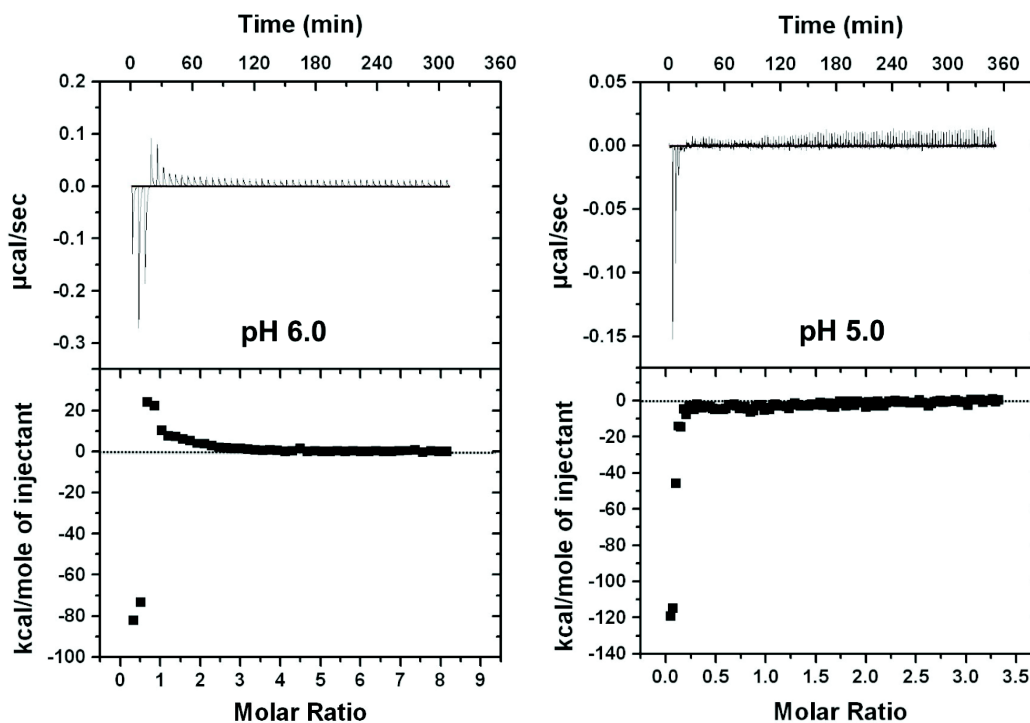 Time (min)
0 60 120 180 240 300 360
0.2
0.1
0.0
-0.1
-0.2
-0.3
µcal/sec
pH 6.0
20
0
-20
-40
-60
-80
-100
kcal/mole of injectant
0 1 2 3 4 5 6 7 8 9
Molar Ratio
Time (min)
0 60 120 180 240 300 360
0.05
0.00
-0.05
-0.10
-0.15
µcal/sec
pH 5.0
0
-20
-40
-60
-80
-100
-120
-140
kcal/mole of injectant
0.0 0.5 1.0 1.5 2.0 2.5 3.0 3.5
Molar Ratio